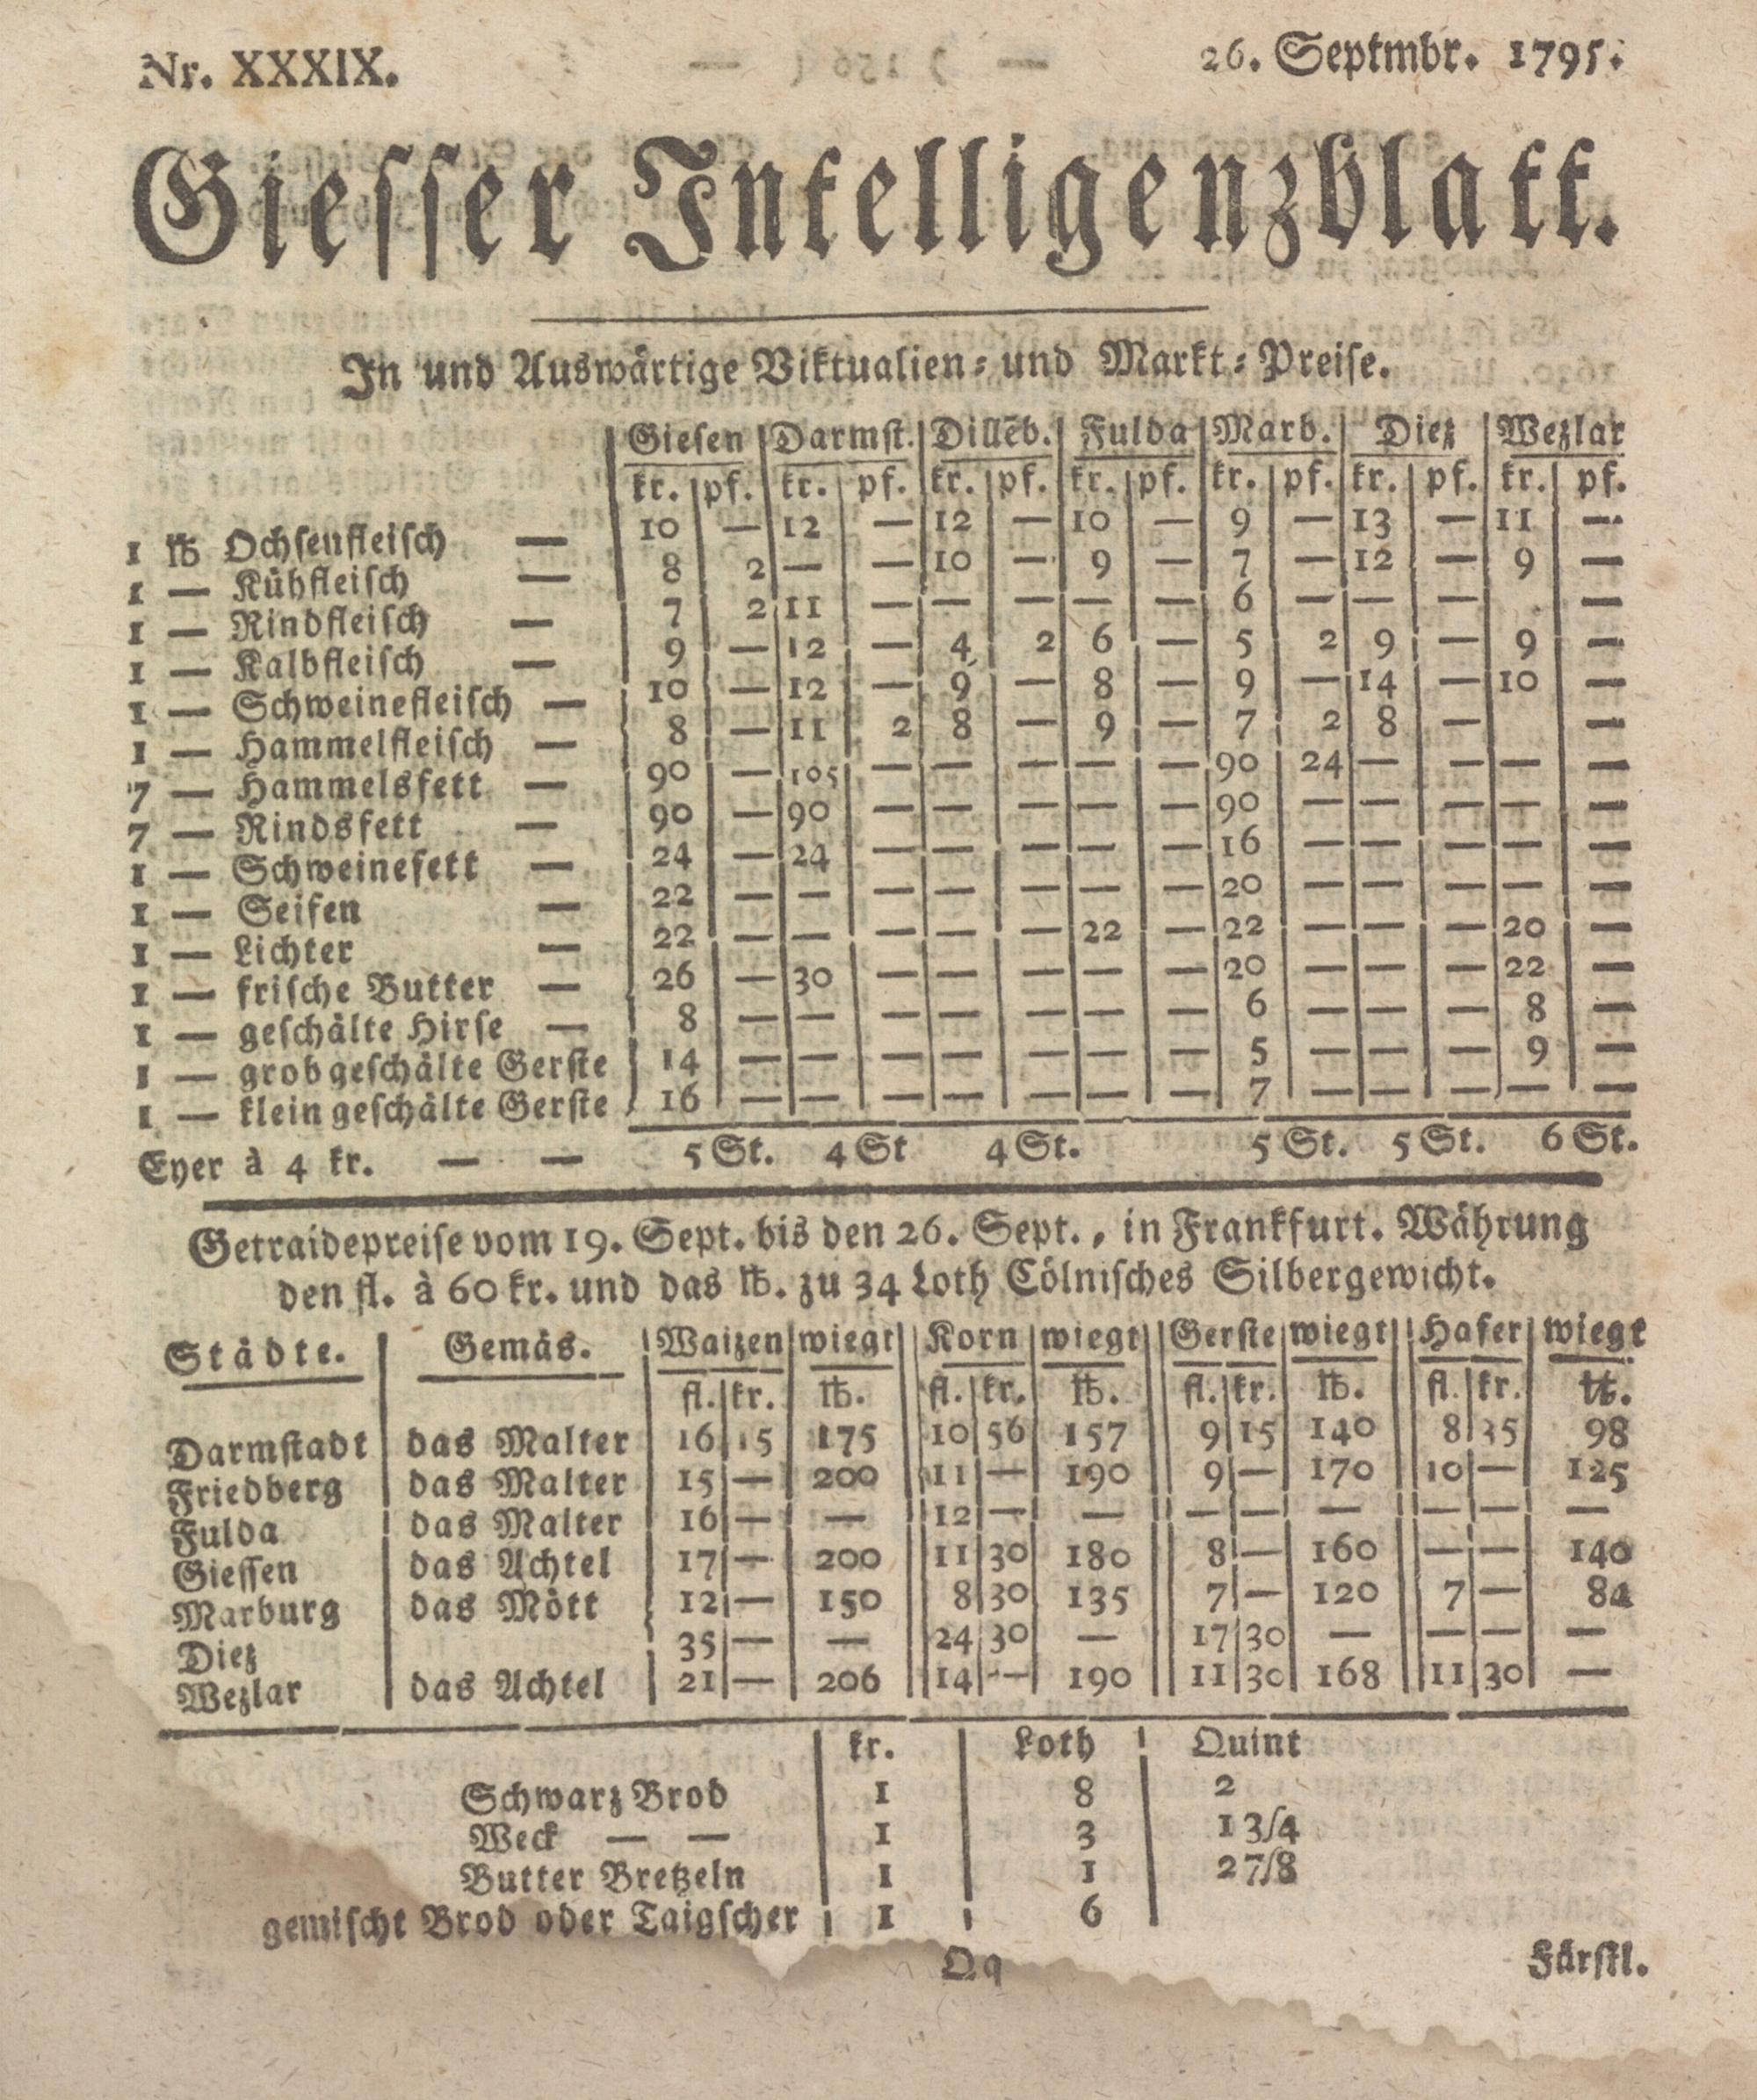 Nr. XXXIX. 26. Septmbr. 1795.
Giesser Intelligenzblatt.
In und Auswärtige Viktualien- und Markt-Preise.
Giesen Darmst. Dillēb. Fulda Marb. Diez Wezlar
kr. pf. kr. pf. kr. pf. kr. pf. kr. pf. kr. pf. kr. pf.
1 ℔ Ochsenfleisch — 10 — 12 — 12 — 10 — 9 — 13 — 11 —
1 — Kühfleisch — 8 2 — — 10 — 9 — 7 — 12 — 9 —
1 — Rindfleisch — 7 2 11 — — — — — 6 — — — —
1 — Kalbfleisch — 9 — 12 — 4 2 6 — 5 2 9 — 9 —
1 — Schweinefleisch — 10 — 12 — 9 — 8 — 9 — 14 — 10 —
1 — Hammelfleisch — 8 — 11 2 8 — 9 — 7 2 8 — —
7 — Hammelsfett — 90 — 105 — — — — — 90 24 — — — —
7 — Rindsfett — 90 — 90 — — — — — 90 — — — — —
1 — Schweinefett — 24 — 24 — — — — — 16 — — — — —
1 — Seifen — 22 — — — — — — — 20 — — — — —
1 — Lichter — 22 — — — — — 22 — 22 — — — 20 —
1 — frische Butter — 26 — 30 — — — — — 20 — — — 22 —
1 — geschälte Hirse — 8 — — — — — — — 6 — — — 8 —
1 — grob geschälte Gerste 14 — — — — — — — 5 — — — 9 —
1 — klein geschälte Gerste 16 — — — — — — — 7 — — — — —
Eyer à 4 kr. — — 5 St. 4 St 4 St. 5 St. 5 St. 6 St.
Getraidepreise vom 19. Sept. bis den 26. Sept., in Frankfurt. Währung
den fl. à 60 kr. und das ℔. zu 34 Loth Cölnisches Silbergewicht.
Städte. Gemäs. Waizen wiegt Korn wiegt Gerste wiegt Hafer wiegt
fl. kr. ℔. fl. kr. ℔. fl. kr. ℔. fl. kr. ℔.
Darmstadt das Malter 16 15 175 10 56 157 9 15 140 8 35 98
Friedberg das Malter 15 — 200 11 — 190 9 — 170 10 — 125
Fulda das Malter 16 — — 12 — — — — — — — —
Giessen das Achtel 17 — 200 11 30 180 8 — 160 — — 140
Marburg das Mött 12 — 150 8 30 135 7 — 120 7 — 84
Diez 35 — — 24 30 — 17 30 — — — —
Wezlar das Achtel 21 — 206 14 — 190 11 30 168 11 30 —
kr. Loth Quint
Schwarz Brod 1 8 2
Weck — — 1 3 1 3/4
Butter Bretzeln 1 1 2 7/8
gemischt Brod oder Taigscher 1 6
Qq Fürstl.